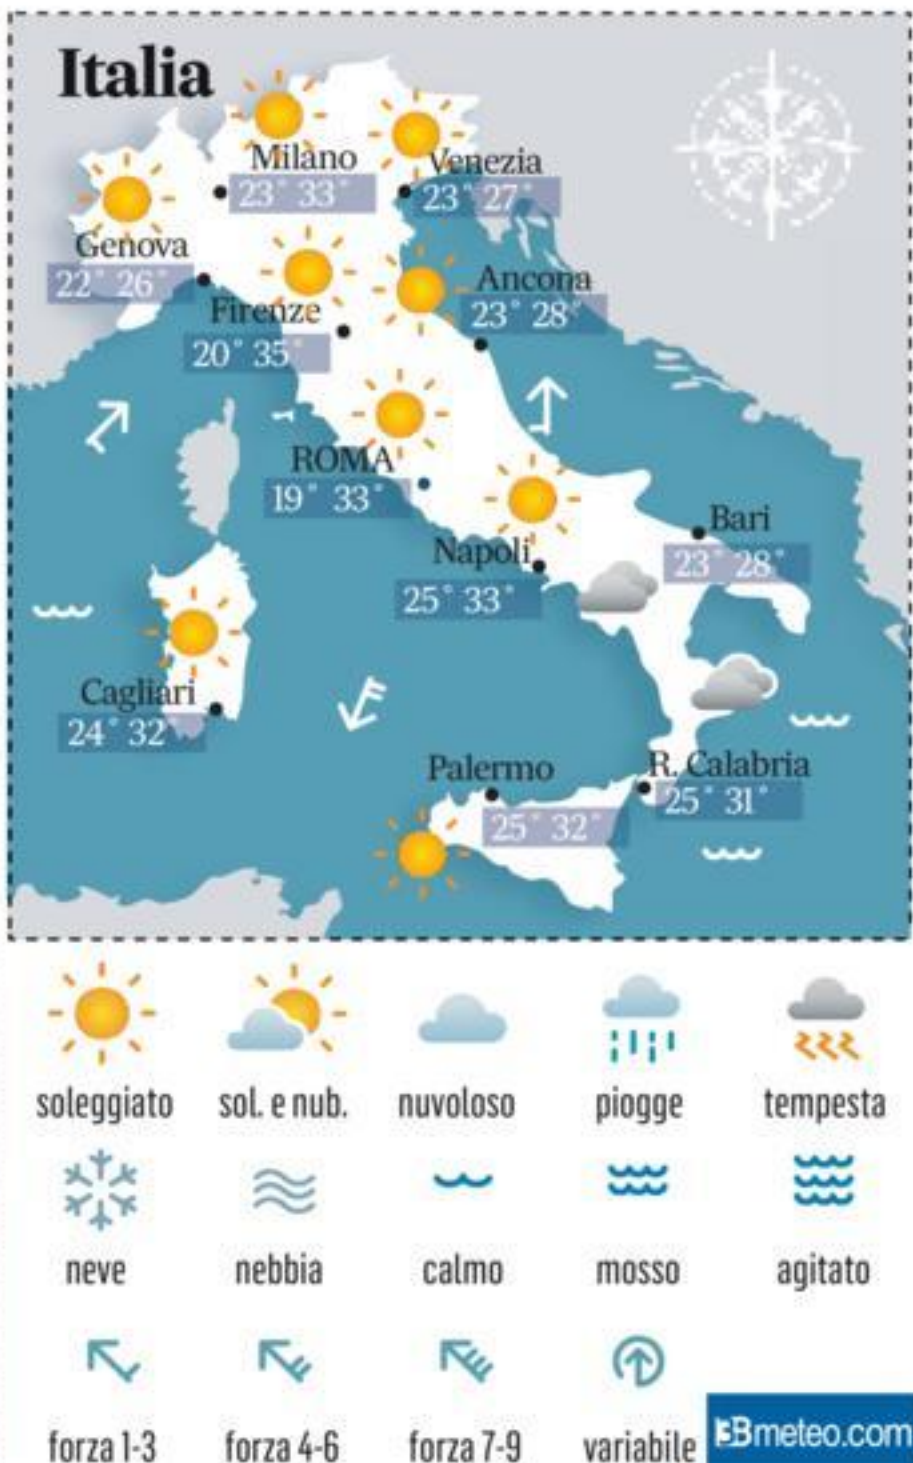 Italia
Milano
23° 33°
Venezia
23° 27°
Genova
22° 26°
Firenze
20° 35°
Ancona
23° 28°
ROMA
19° 33°
Napoli
25° 33°
Bari
23° 28°
Cagliari
24° 32°
Palermo
25° 32°
R. Calabria
25° 31°
soleggiato sol. e nub. nuvoloso piogge tempesta
neve nebbia calmo mosso agitato
forza 1-3 forza 4-6 forza 7-9 variabile
3Bmeteo.com